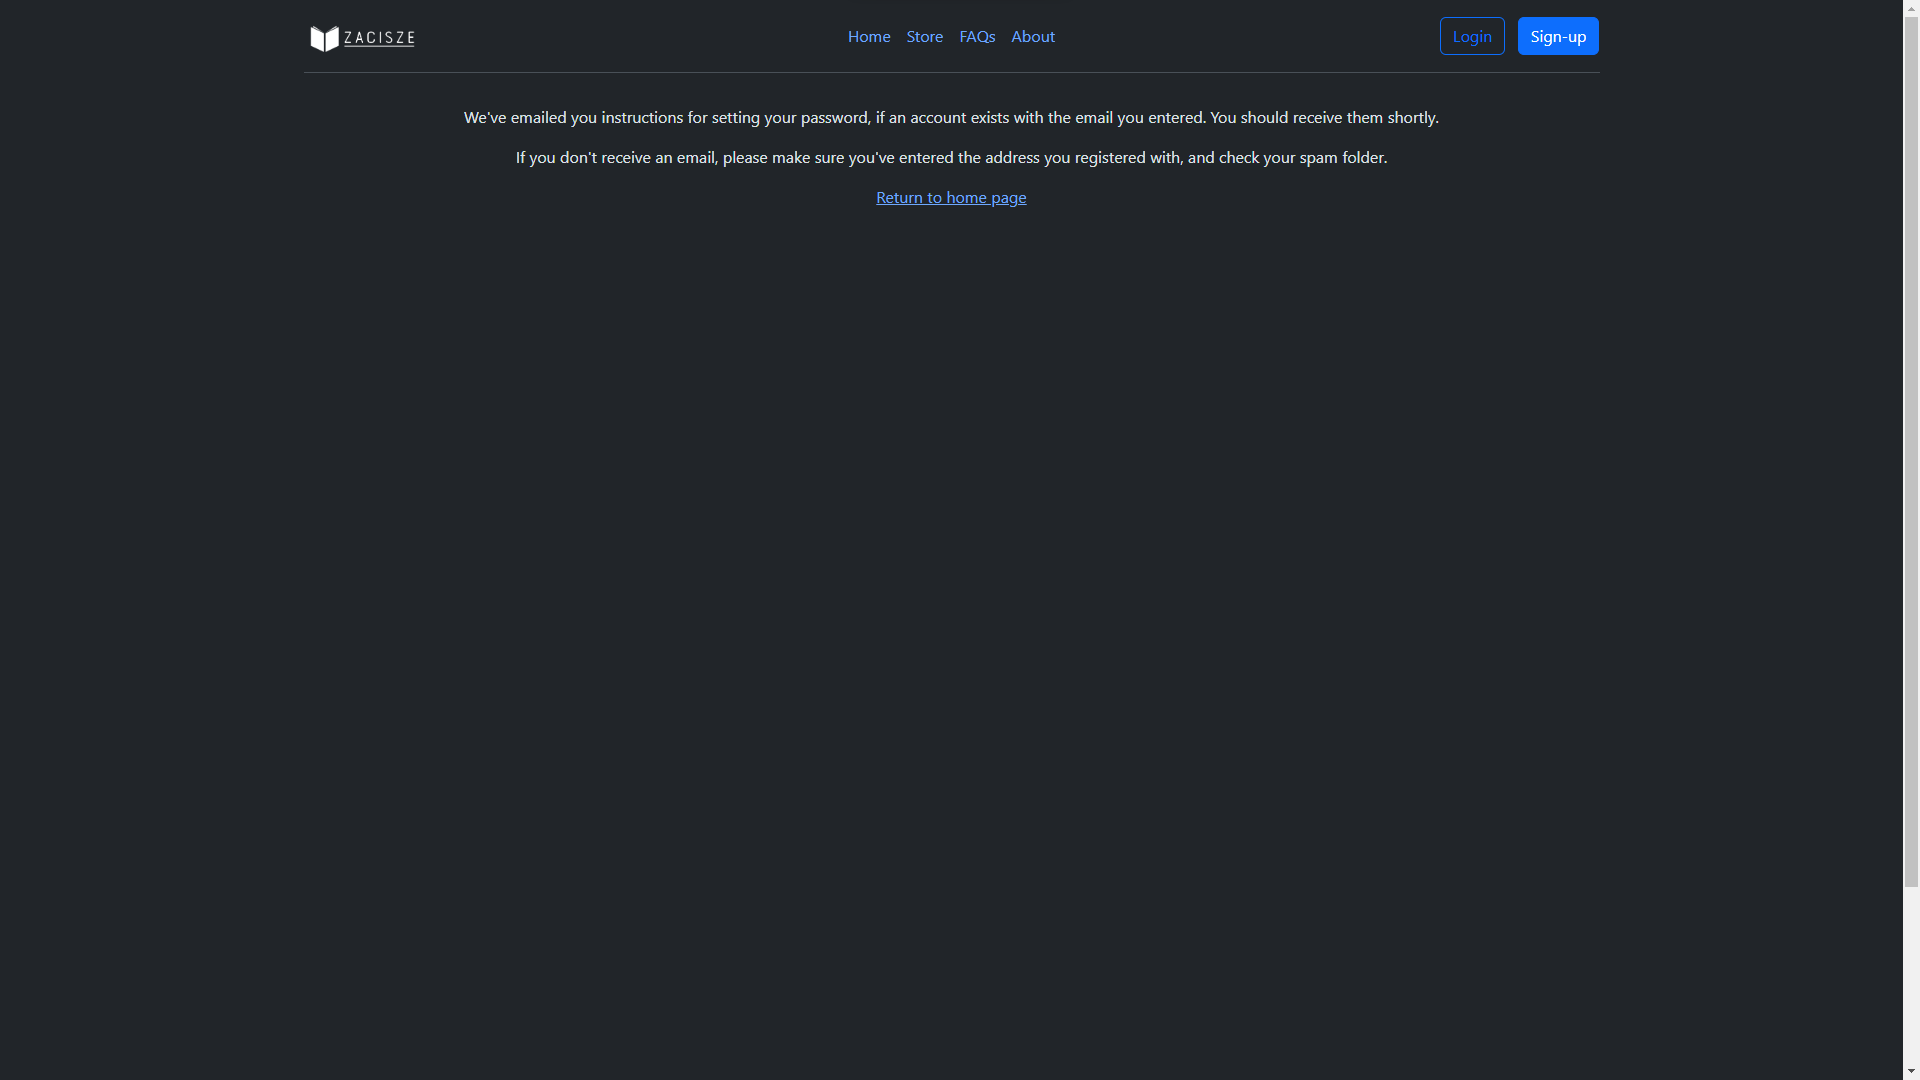 ZACISZE
Home Store FAQs About
Login Sign-up
We've emailed you instructions for setting your password, if an account exists with the email you entered. You should receive them shortly.
If you don't receive an email, please make sure you've entered the address you registered with, and check your spam folder.
Return to home page